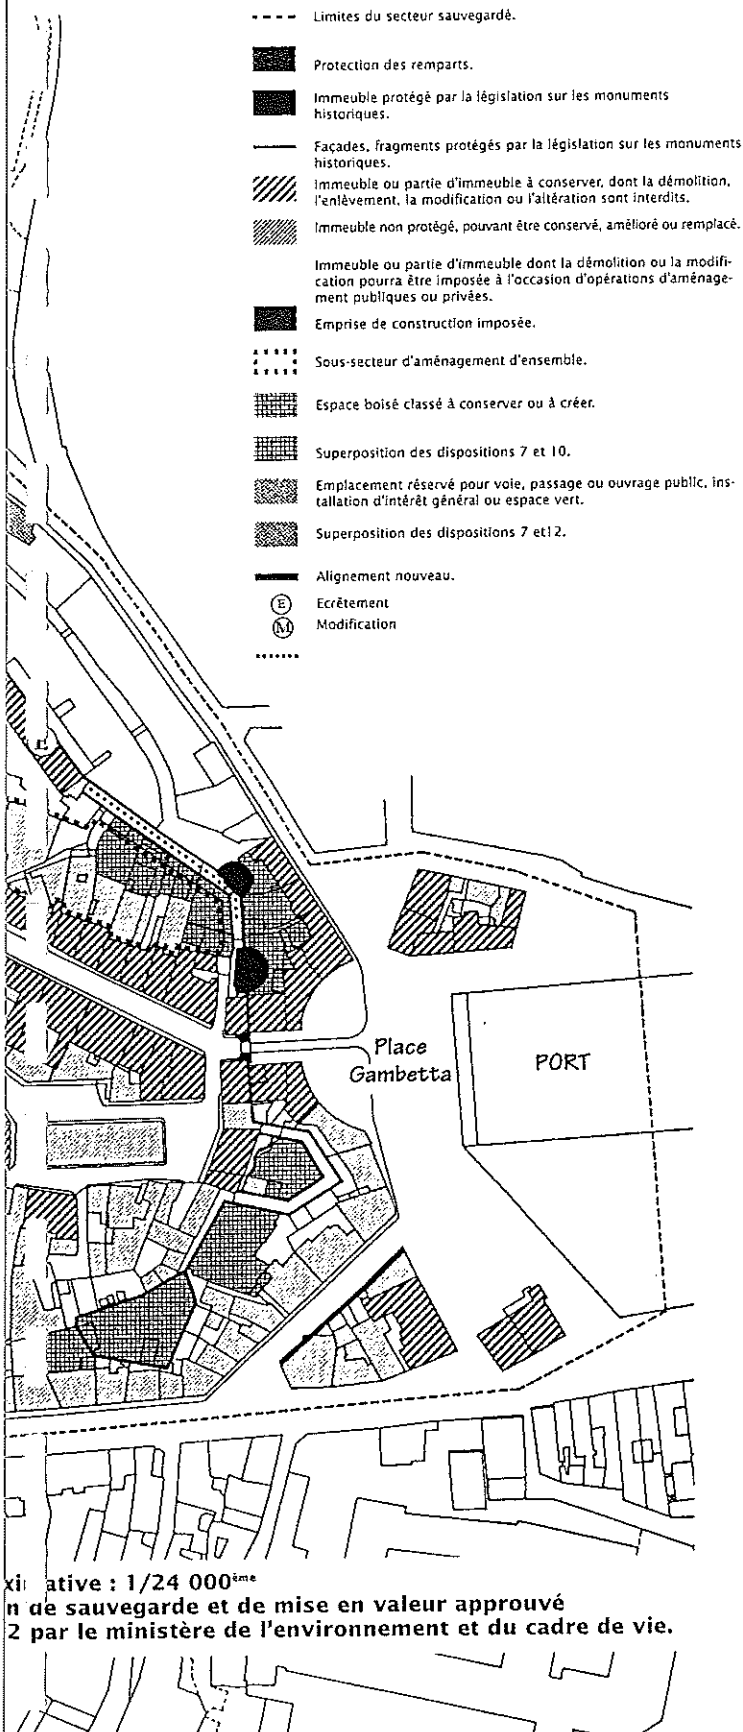 Limites du secteur sauvegardé.
Protection des remparts.
Immeuble protégé par la législation sur les monuments
historiques.
Façades, fragments protégés par la législation sur les monuments
historiques.
Immeuble ou partie d'immeuble à conserver, dont la démolition,
l'enlèvement, la modification ou l'altération sont interdits.
Immeuble non protégé, pouvant être conservé, amélioré ou remplacé.
Immeuble ou partie d'immeuble dont la démolition ou la modifi-
cation pourra être imposée à l'occasion d'opérations d'aménage-
ment publiques ou privées.
Emprise de construction imposée.
Sous-secteur d'aménagement d'ensemble.
Espace boisé classé à conserver ou à créer.
Superposition des dispositions 7 et 10.
Emplacement réservé pour voie, passage ou ouvrage public, ins-
tallation d'intérêt général ou espace vert.
Superposition des dispositions 7 et12.
Alignement nouveau.
E Ecrêtement
M Modification
Place
Gambetta
PORT
xi ative : 1/24 000ème
n de sauvegarde et de mise en valeur approuvé
2 par le ministère de l'environnement et du cadre de vie.